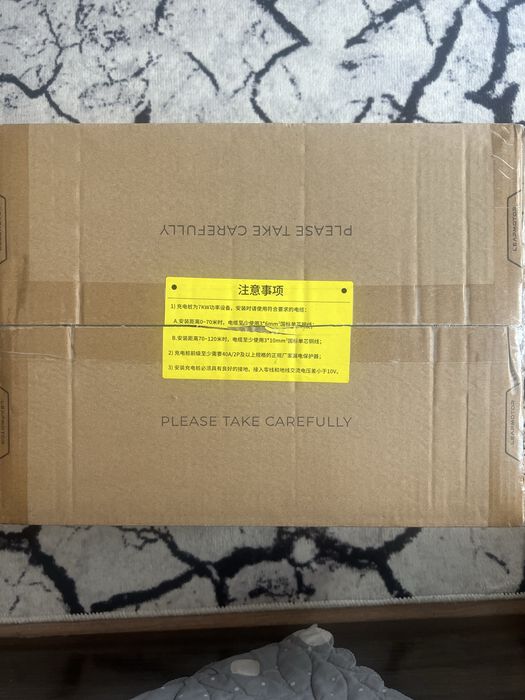 PLEASE TAKE CAREFULLY
LEAPMOTOR
注意事项
1) 充电桩为7KW功率设备，安装时请使用符合要求的电缆：
A.安装距离0~70米时，电缆至少使用3*6mm²国标单芯铜线；
B.安装距离70~120米时，电缆至少使用3*10mm²国标单芯铜线；
2) 充电桩前级至少需要40A/2P及以上规格的正规厂家漏电保护器；
3) 安装充电桩必须具有良好的接地，接入零线和地线交流电压差小于10V。
PLEASE TAKE CAREFULLY
LEAPMOTOR